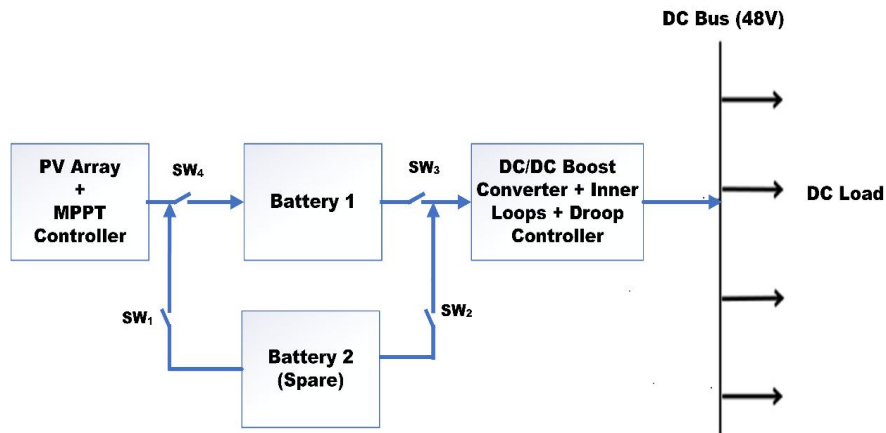 DC Bus (48V)
PV Array
+
MPPT
Controller
SW₄
Battery 1
SW₃
DC/DC Boost
Converter + Inner
Loops + Droop
Controller
DC Load
SW₁
Battery 2
(Spare)
SW₂